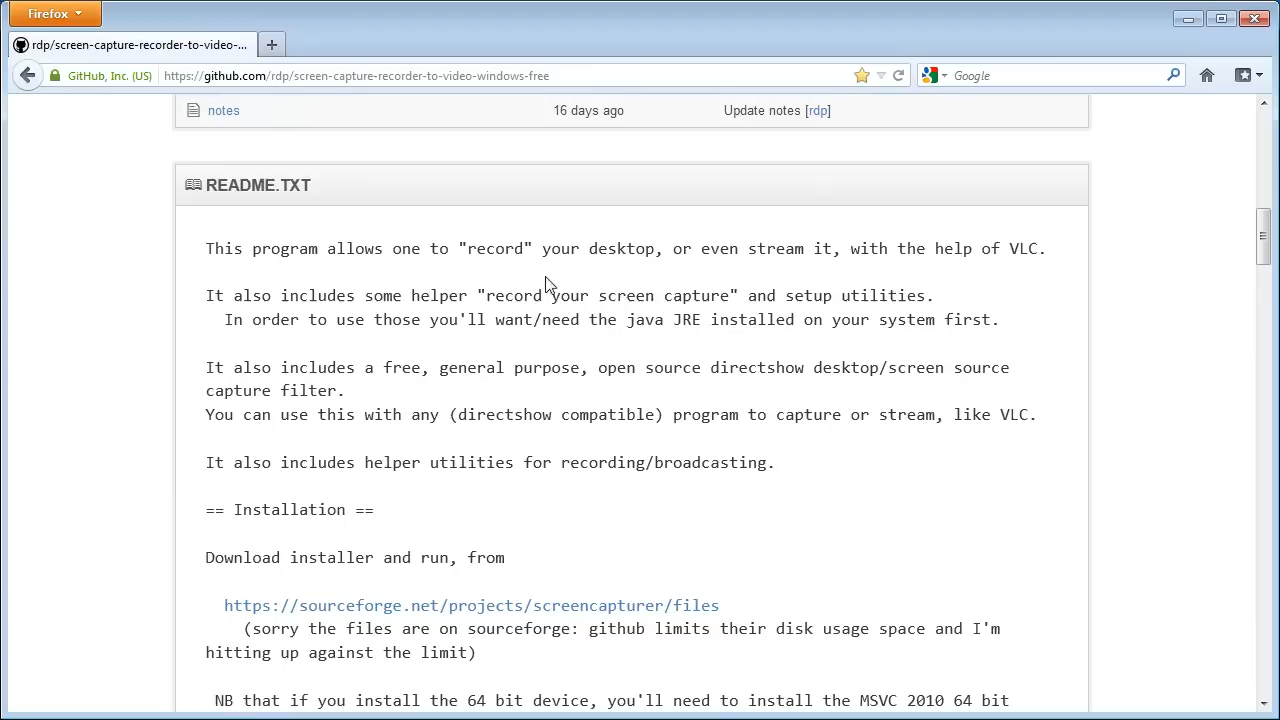 Firefox
rdp/screen-capture-recorder-to-video-...
GitHub, Inc. (US) https://github.com/rdp/screen-capture-recorder-to-video-windows-free Google
notes 16 days ago Update notes [rdp]
README.TXT
This program allows one to "record" your desktop, or even stream it, with the help of VLC.
It also includes some helper "record your screen capture" and setup utilities.
In order to use those you'll want/need the java JRE installed on your system first.
It also includes a free, general purpose, open source directshow desktop/screen source
capture filter.
You can use this with any (directshow compatible) program to capture or stream, like VLC.
It also includes helper utilities for recording/broadcasting.
== Installation ==
Download installer and run, from
https://sourceforge.net/projects/screencapturer/files
(sorry the files are on sourceforge: github limits their disk usage space and I'm
hitting up against the limit)
NB that if you install the 64 bit device, you'll need to install the MSVC 2010 64 bit